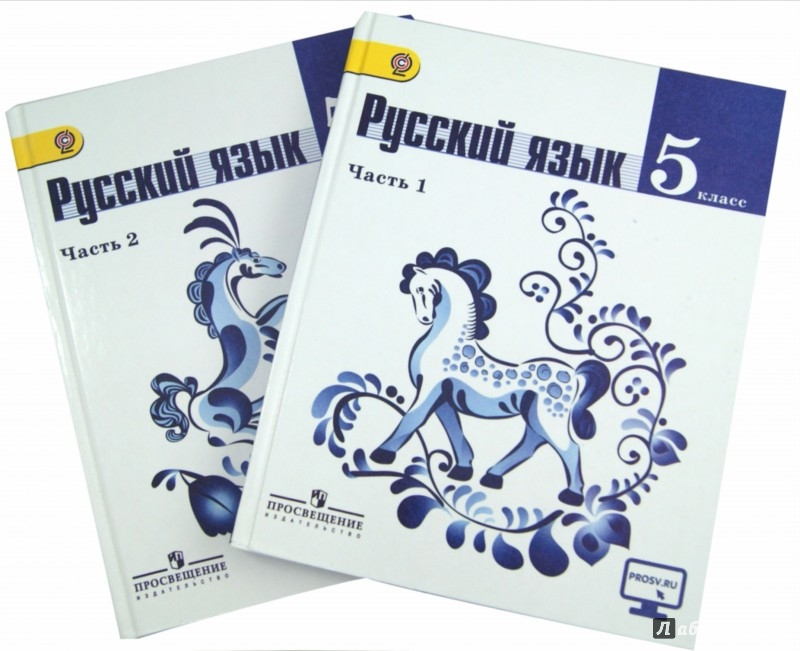 Русский язык
Часть 2
ПРОСВЕЩЕНИЕ
ИЗДАТЕЛЬСТВО
Русский язык
5
класс
Часть 1
ПРОСВЕЩЕНИЕ
ИЗДАТЕЛЬСТВО
PROSV.RU